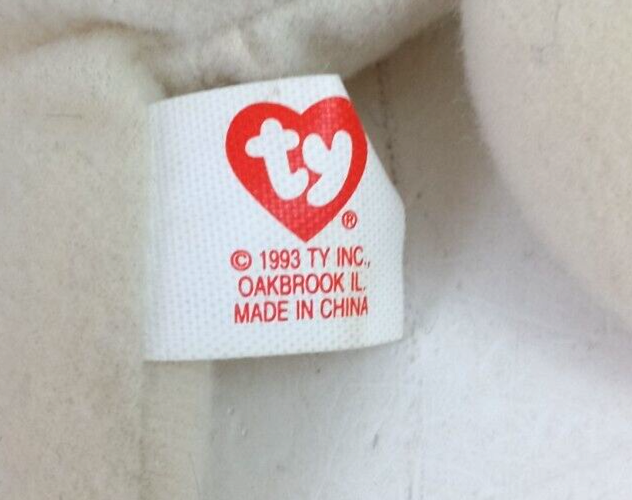 ty®
© 1993 TY INC.,
OAKBROOK IL.
MADE IN CHINA